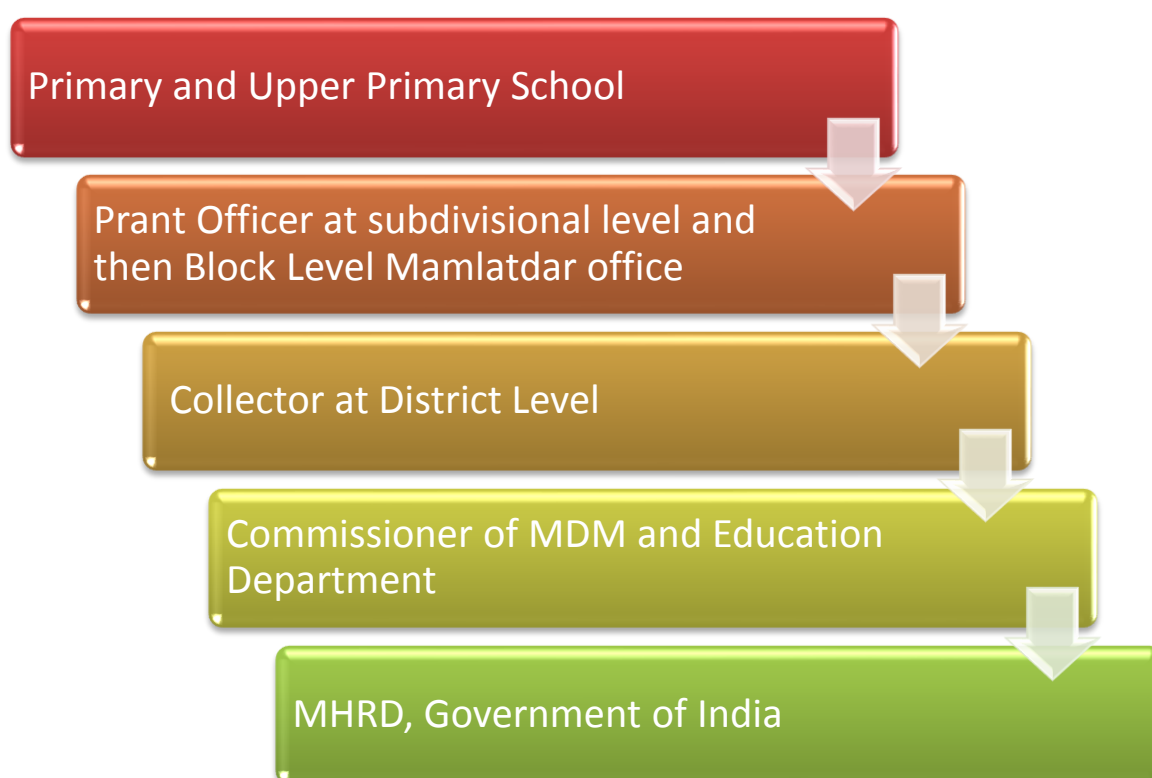 Primary and Upper Primary School
Prant Officer at subdivisional level and
then Block Level Mamlatdar office
Collector at District Level
Commissioner of MDM and Education
Department
MHRD, Government of India